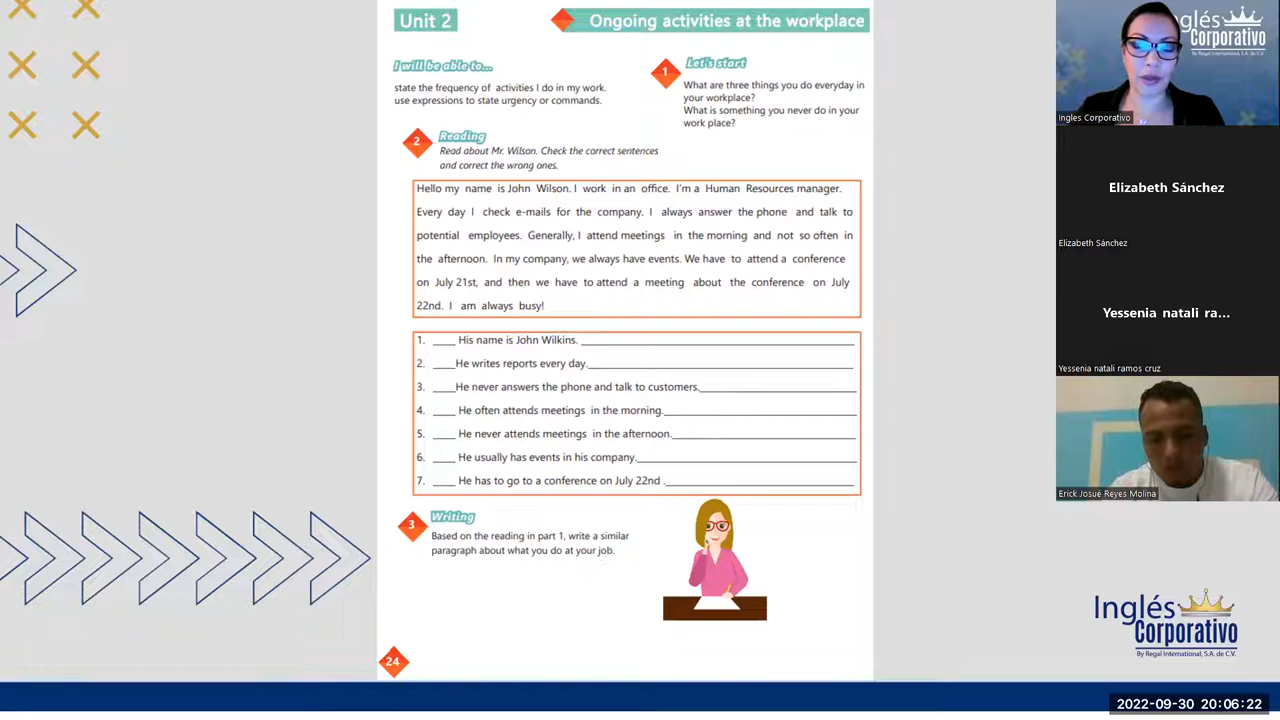 Unit 2
Ongoing activities at the workplace
I will be able to...
state the frequency of activities I do in my work.
use expressions to state urgency or commands.
1
Let's start
What are three things you do everyday in
your workplace?
What is something you never do in your
work place?
2
Reading
Read about Mr. Wilson. Check the correct sentences
and correct the wrong ones.
Hello my name is John Wilson. I work in an office. I'm a Human Resources manager.
Every day I check e-mails for the company. I always answer the phone and talk to
potential employees. Generally, I attend meetings in the morning and not so often in
the afternoon. In my company, we always have events. We have to attend a conference
on July 21st, and then we have to attend a meeting about the conference on July
22nd. I am always busy!
1. ____ His name is John Wilkins. ____
2. ____He writes reports every day.____
3. ____He never answers the phone and talk to customers.____
4. ____ He often attends meetings in the morning.____
5. ____ He never attends meetings in the afternoon.____
6. ____ He usually has events in his company.____
7. ____ He has to go to a conference on July 22nd .____
3
Writing
Based on the reading in part 1, write a similar
paragraph about what you do at your job.
24
Inglés
Corporativo
By Regal International, S.A. de C.V.
Ingles Corporativo
Elizabeth Sánchez
Elizabeth Sánchez
Yessenia natali ra...
Yessenia natali ramos cruz
Erick Josué Reyes Molina
Inglés
Corporativo
By Regal International, S.A. de C.V.
2022-09-30 20:06:22